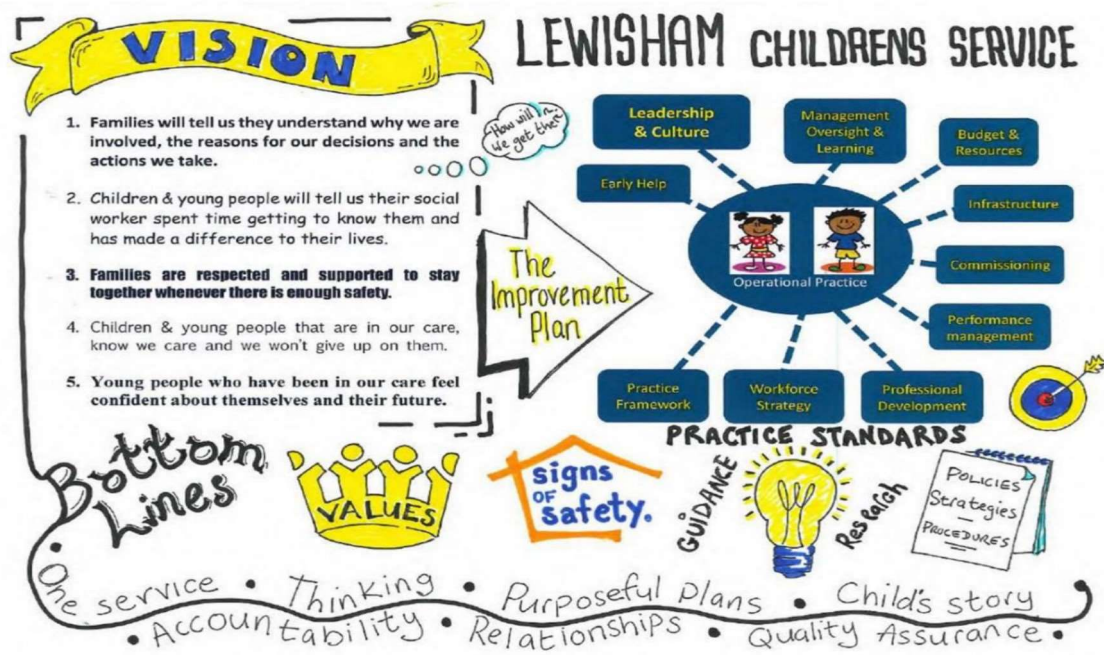 VISION
LEWISHAM CHILDRENS SERVICE
1. Families will tell us they understand why we are
involved, the reasons for our decisions and the
actions we take.
2. Children & young people will tell us their social
worker spent time getting to know them and
has made a difference to their lives.
3. Families are respected and supported to stay
together whenever there is enough safety.
4. Children & young people that are in our care,
know we care and we won't give up on them.
5. Young people who have been in our care feel
confident about themselves and their future.
How will
we get there
The
Improvement
Plan
Leadership
& Culture
Management
Oversight &
Learning
Budget &
Resources
Early Help
Infrastructure
Commissioning
Operational Practice
Performance
management
Practice
Framework
Workforce
Strategy
Professional
Development
PRACTICE STANDARDS
Bottom
Lines
VALUES
signs
OF
safety.
GUIDANCE
Research
POLICIES
Strategies
PROCEDURES
• One service • Thinking • Purposeful plans • Child's story
• Accountability • Relationships • Quality Assurance •